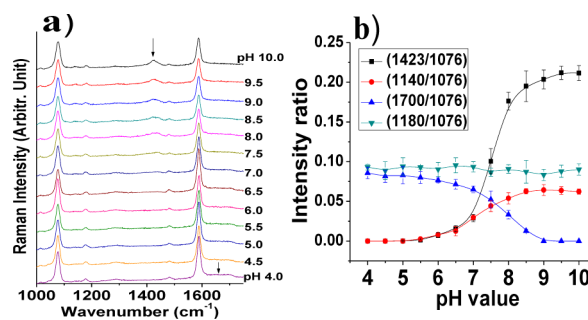 a)
Raman Intensity (Arbitr. Unit)
pH 10.0
9.5
9.0
8.5
8.0
7.5
7.0
6.5
6.0
5.5
5.0
4.5
pH 4.0
1000 1200 1400 1600
Wavenumber (cm⁻¹)
b)
Intensity ratio
0.25
0.20
0.15
0.10
0.05
0.00
(1423/1076)
(1140/1076)
(1700/1076)
(1180/1076)
4 5 6 7 8 9 10
pH value